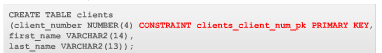 CREATE TABLE clients
(client_number NUMBER(4) CONSTRAINT clients_client_num_pk PRIMARY KEY,
first_name VARCHAR2(14),
last_name VARCHAR2(13));